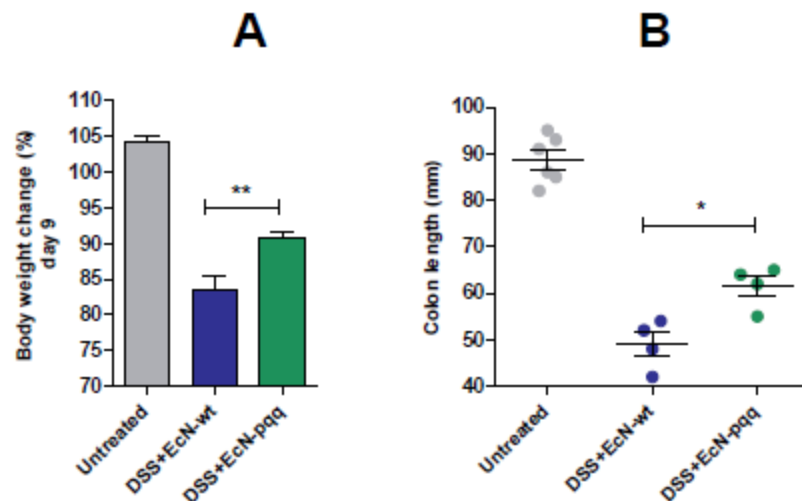 A
B
Body weight change (%)
day 9
110
105
100
95
90
85
80
75
70
**
Untreated
DSS+EcN-wt
DSS+EcN-pqq
Colon length (mm)
100
90
80
70
60
50
40
*
Untreated
DSS+EcN-wt
DSS+EcN-pqq